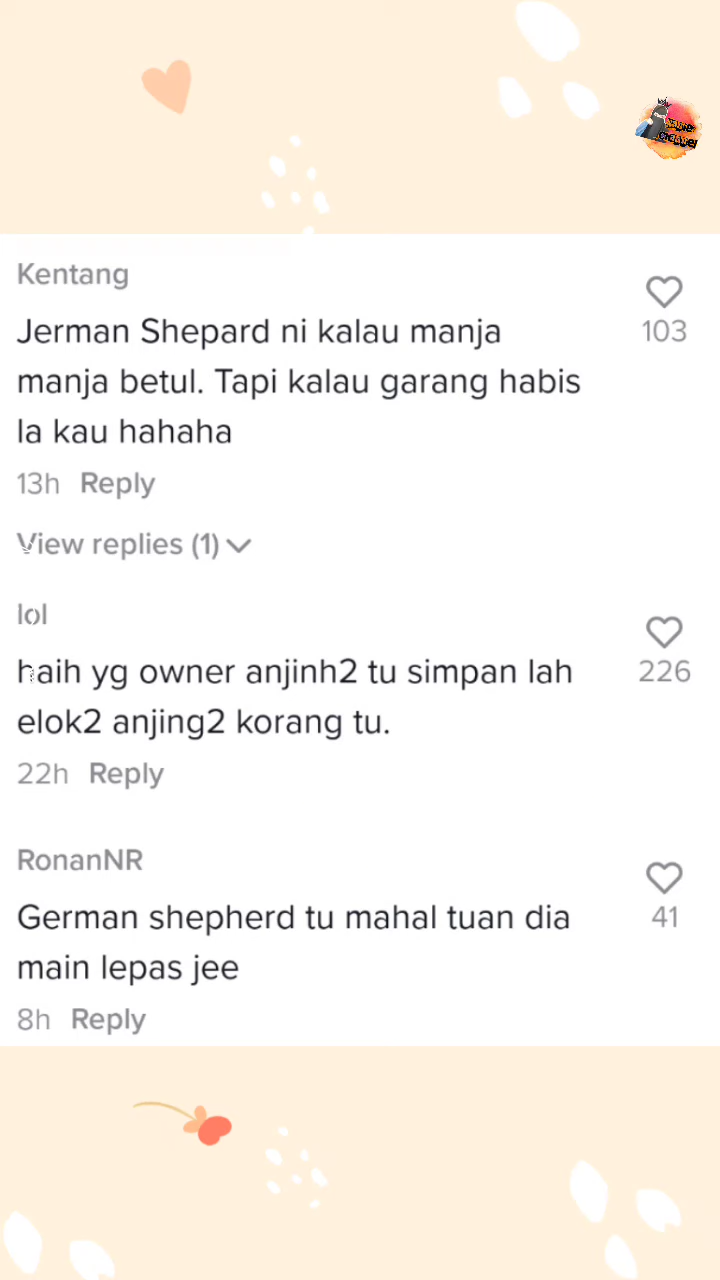 Kentang
Jerman Shepard ni kalau manja
manja betul. Tapi kalau garang habis
la kau hahaha
103
13h Reply
View replies (1)
lol
haih yg owner anjinh2 tu simpan lah
elok2 anjing2 korang tu.
226
22h Reply
RonanNR
German shepherd tu mahal tuan dia
main lepas jee
41
8h Reply